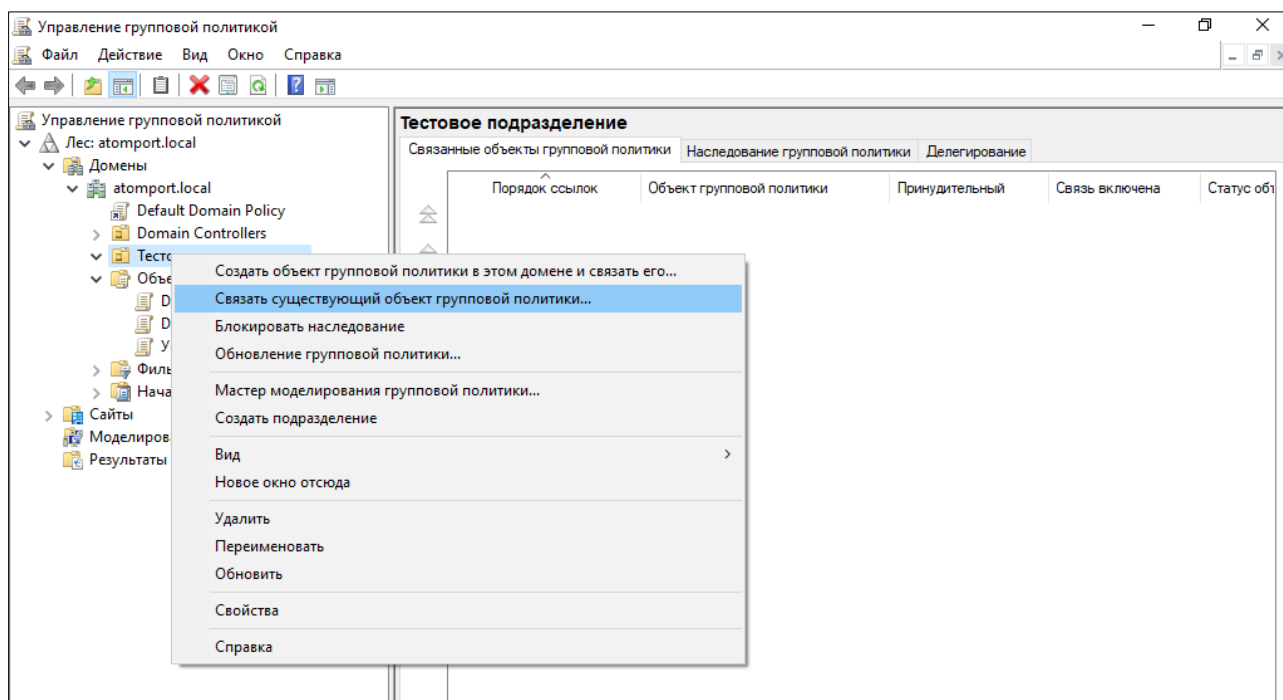 Управление групповой политикой
Файл Действие Вид Окно Справка
Управление групповой политикой
Лес: atomport.local
Домены
atomport.local
Default Domain Policy
Domain Controllers
Тесто
Объе
D
D
У
Филь
Нача
Сайты
Моделиров
Результаты
Тестовое подразделение
Связанные объекты групповой политики Наследование групповой политики Делегирование
Порядок ссылок Объект групповой политики Принудительный Связь включена Статус объ
Создать объект групповой политики в этом домене и связать его...
Связать существующий объект групповой политики...
Блокировать наследование
Обновление групповой политики...
Мастер моделирования групповой политики...
Создать подразделение
Вид
Новое окно отсюда
Удалить
Переименовать
Обновить
Свойства
Справка